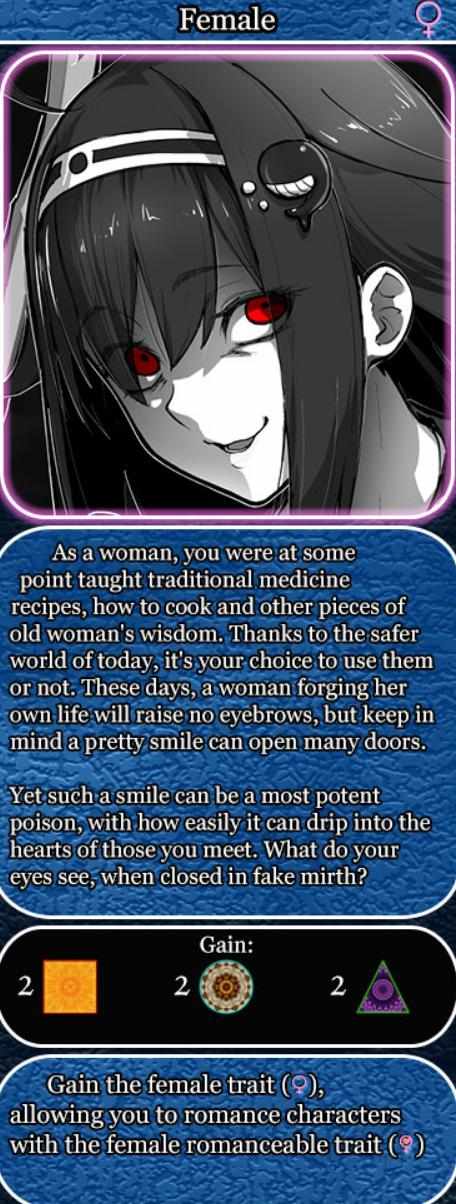 Female ♀
As a woman, you were at some
point taught traditional medicine
recipes, how to cook and other pieces of
old woman's wisdom. Thanks to the safer
world of today, it's your choice to use them
or not. These days, a woman forging her
own life will raise no eyebrows, but keep in
mind a pretty smile can open many doors.
Yet such a smile can be a most potent
poison, with how easily it can drip into the
hearts of those you meet. What do your
eyes see, when closed in fake mirth?
Gain:
2 2 2
Gain the female trait (♀),
allowing you to romance characters
with the female romanceable trait (♀)